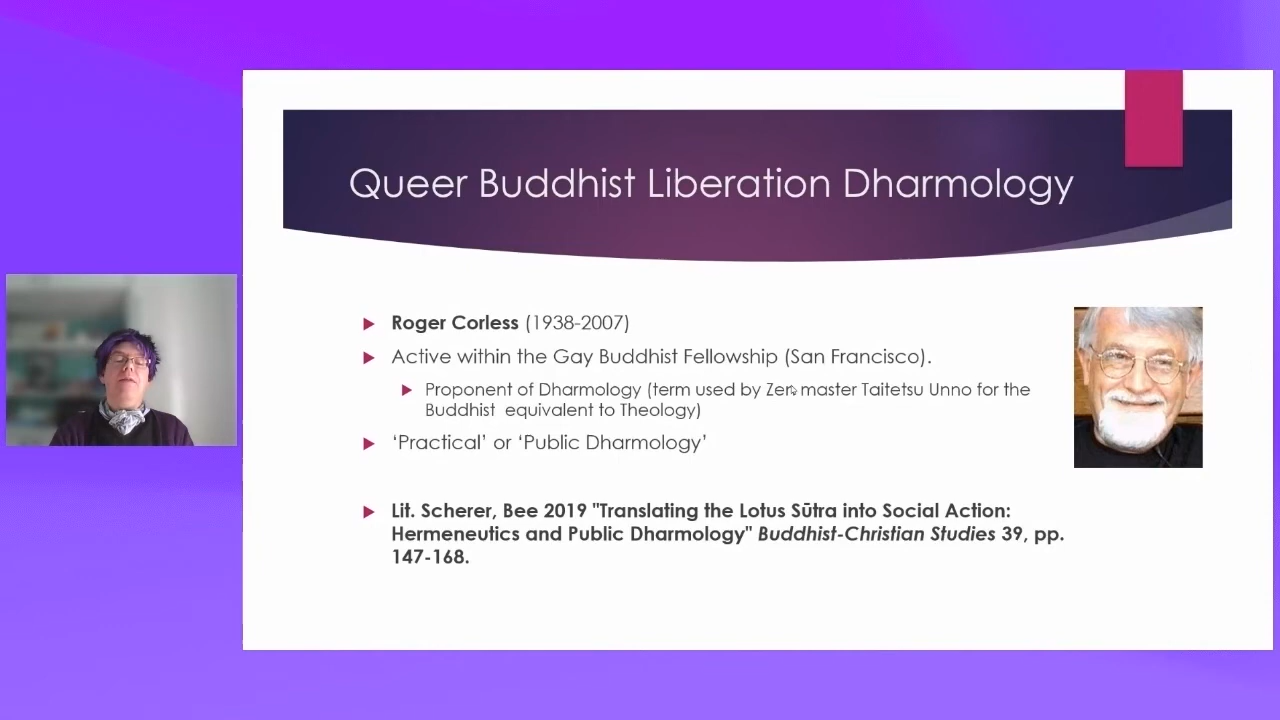 Queer Buddhist Liberation Dharmology
Roger Corless (1938-2007)
Active within the Gay Buddhist Fellowship (San Francisco).
Proponent of Dharmology (term used by Zen master Taitetsu Unno for the
Buddhist equivalent to Theology)
‘Practical’ or ‘Public Dharmology’
Lit. Scherer, Bee 2019 "Translating the Lotus Sūtra into Social Action:
Hermeneutics and Public Dharmology" Buddhist-Christian Studies 39, pp.
147-168.